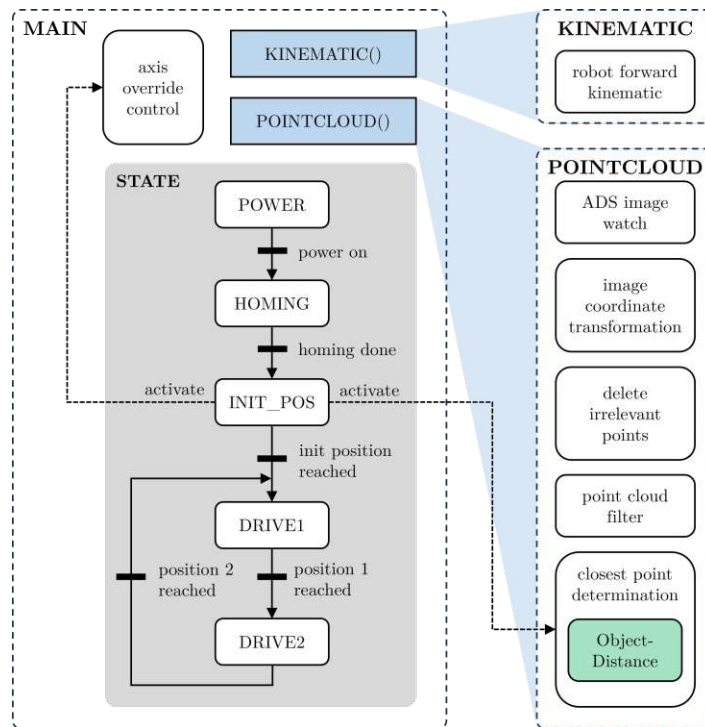 MAIN
axis
override
control
KINEMATIC()
POINTCLOUD()
STATE
POWER
power on
HOMING
homing done
activate
INIT_POS
activate
init position
reached
DRIVE1
position 2
reached
position 1
reached
DRIVE2
KINEMATIC
robot forward
kinematic
POINTCLOUD
ADS image
watch
image
coordinate
transformation
delete
irrelevant
points
point cloud
filter
closest point
determination
Object-
Distance